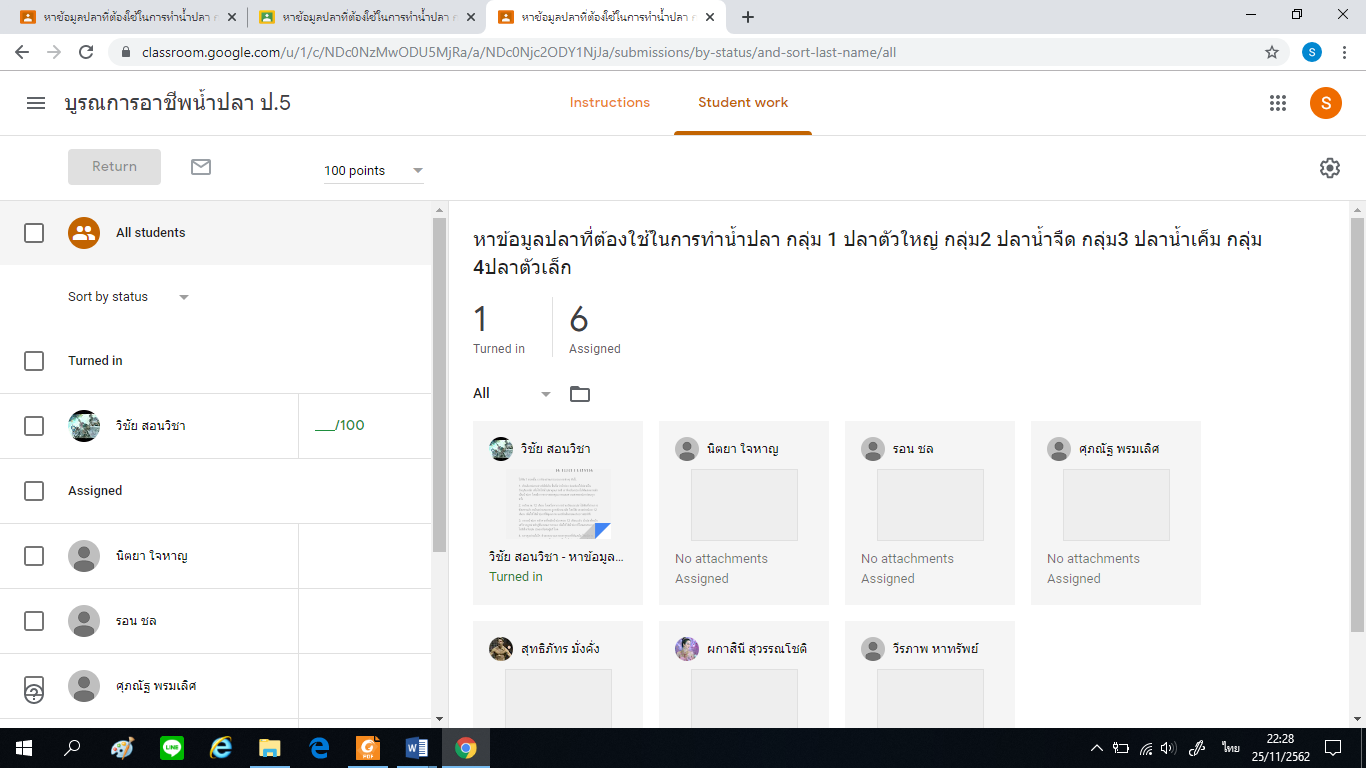 หาข้อมูลปลาที่ต้องใช้ในการทำน้ำปลา
หาข้อมูลปลาที่ต้องใช้ในการทำน้ำปลา
หาข้อมูลปลาที่ต้องใช้ในการทำน้ำปลา
classroom.google.com/u/1/c/NDc0NzMwODU5MjRa/a/NDc0Njc2ODY1NjJa/submissions/by-status/and-sort-last-name/all
S
บูรณการอาชีพน้ำปลา ป.5
Instructions
Student work
S
Return
100 points
All students
Sort by status
Turned in
วิชัย สอนวิชา
___/100
Assigned
นิตยา ใจหาญ
รอน ชล
ศุภณัฐ พรมเลิศ
หาข้อมูลปลาที่ต้องใช้ในการทำน้ำปลา กลุ่ม 1 ปลาตัวใหญ่ กลุ่ม2 ปลาน้ำจืด กลุ่ม3 ปลาน้ำเค็ม กลุ่ม
4ปลาตัวเล็ก
1
Turned in
6
Assigned
All
วิชัย สอนวิชา
วิชัย สอนวิชา - หาข้อมูล...
Turned in
นิตยา ใจหาญ
No attachments
Assigned
รอน ชล
No attachments
Assigned
ศุภณัฐ พรมเลิศ
No attachments
Assigned
สุทธิภัทร มั่งคั่ง
ผกาสินี สุวรรณโชติ
วีรภาพ หาทรัพย์
LINE
PDF
ไทย
22:28
25/11/2562